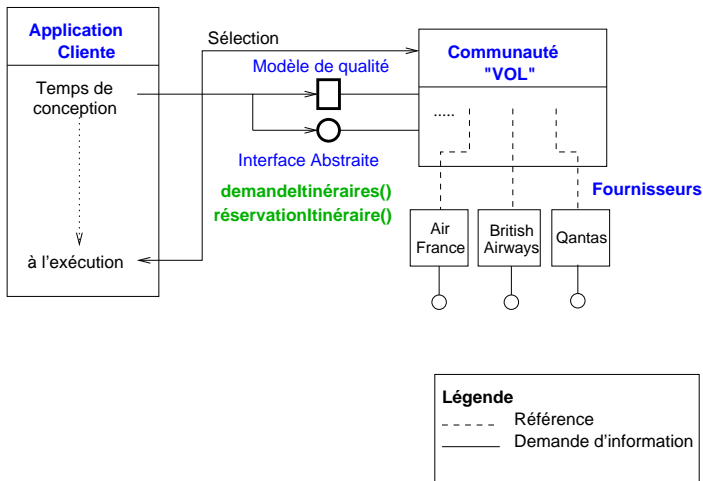 Application
Cliente
Temps de
conception
à l'exécution
Sélection
Modèle de qualité
Interface Abstraite
demandeItinéraires()
réservationItinéraire()
Communauté
"VOL"
.....
Fournisseurs
Air
France
British
Airways
Qantas
Légende
Référence
Demande d'information